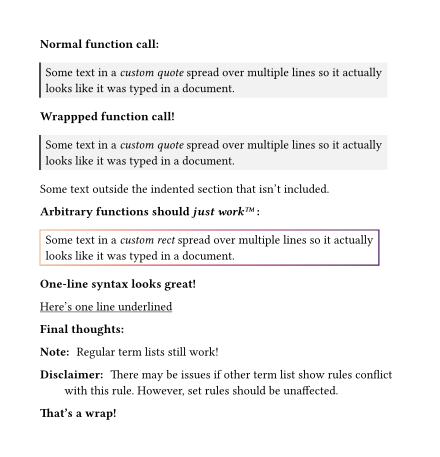 Normal function call:
Some text in a custom quote spread over multiple lines so it actually
looks like it was typed in a document.
Wrappped function call!
Some text in a custom quote spread over multiple lines so it actually
looks like it was typed in a document.
Some text outside the indented section that isn't included.
Arbitrary functions should just work™:
Some text in a custom rect spread over multiple lines so it actually
looks like it was typed in a document.
One-line syntax looks great!
Here's one line underlined
Final thoughts:
Note: Regular term lists still work!
Disclaimer: There may be issues if other term list show rules conflict
with this rule. However, set rules should be unaffected.
That's a wrap!